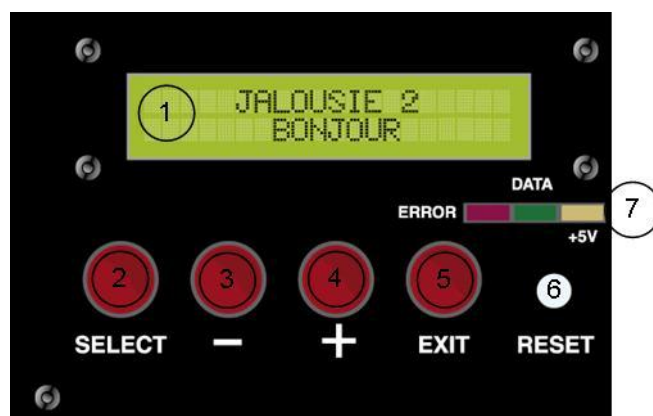 1
JALOUSIE 2
BONJOUR
DATA
ERROR
7
+5V
2
3
4
5
6
SELECT
−
+
EXIT
RESET